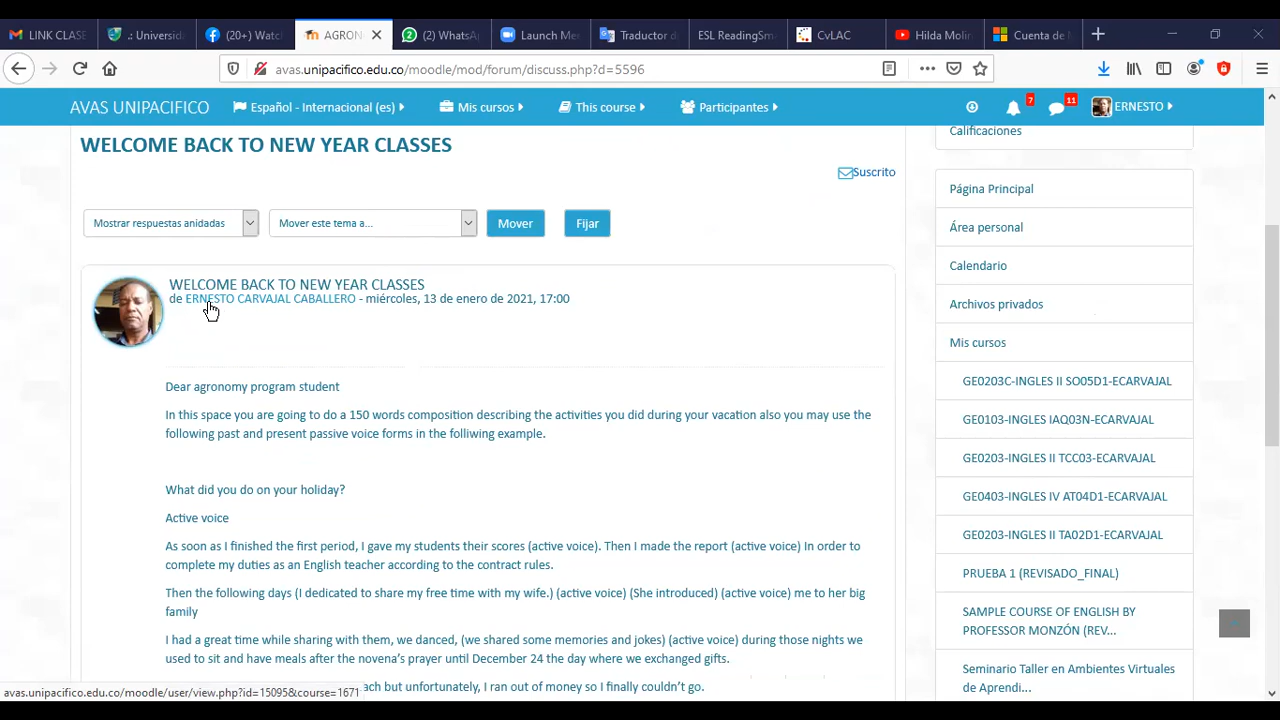 LINK CLASE
.: Universida
(20+) Watch
AGRON
(2) WhatsAp
Launch Me
Traductor d
ESL ReadingSma
CvLAC
Hilda Molin
Cuenta de M
avas.unipacifico.edu.co/moodle/mod/forum/discuss.php?d=5596
AVAS UNIPACIFICO
Español - Internacional (es)
Mis cursos
This course
Participantes
7
11
ERNESTO
WELCOME BACK TO NEW YEAR CLASSES
Suscrito
Mostrar respuestas anidadas
Mover este tema a...
Mover
Fijar
WELCOME BACK TO NEW YEAR CLASSES
de ERNESTO CARVAJAL CABALLERO - miércoles, 13 de enero de 2021, 17:00
Dear agronomy program student
In this space you are going to do a 150 words composition describing the activities you did during your vacation also you may use the
following past and present passive voice forms in the folliwing example.
What did you do on your holiday?
Active voice
As soon as I finished the first period, I gave my students their scores (active voice). Then I made the report (active voice) In order to
complete my duties as an English teacher according to the contract rules.
Then the following days (I dedicated to share my free time with my wife.) (active voice) (She introduced) (active voice) me to her big
family
I had a great time while sharing with them, we danced, (we shared some memories and jokes) (active voice) during those nights we
used to sit and have meals after the novena's prayer until December 24 the day where we exchanged gifts.
ach but unfortunately, I ran out of money so I finally couldn't go.
avas.unipacifico.edu.co/moodle/user/view.php?id=15095&course=1671
Calificaciones
Página Principal
Área personal
Calendario
Archivos privados
Mis cursos
GE0203C-INGLES II SO05D1-ECARVAJAL
GE0103-INGLES IAQ03N-ECARVAJAL
GE0203-INGLES II TCC03-ECARVAJAL
GE0403-INGLES IV AT04D1-ECARVAJAL
GE0203-INGLES II TA02D1-ECARVAJAL
PRUEBA 1 (REVISADO_FINAL)
SAMPLE COURSE OF ENGLISH BY
PROFESSOR MONZÓN (REV...
Seminario Taller en Ambientes Virtuales
de Aprendi...